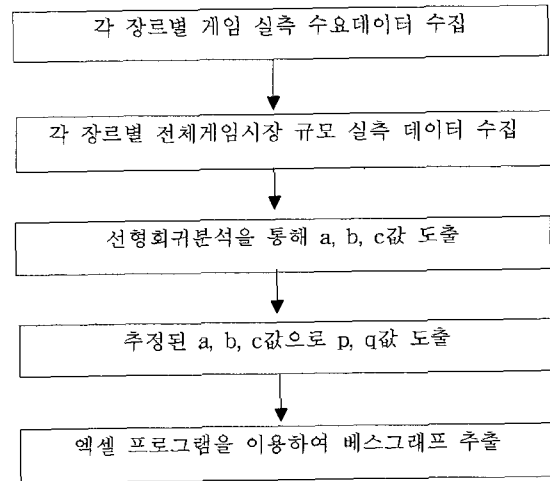 각 장르별 게임 실측 수요데이터 수집
각 장르별 전체게임시장 규모 실측 데이터 수집
선형회귀분석을 통해 a, b, c값 도출
추정된 a, b, c값으로 p, q값 도출
엑셀 프로그램을 이용하여 베스그래프 추출